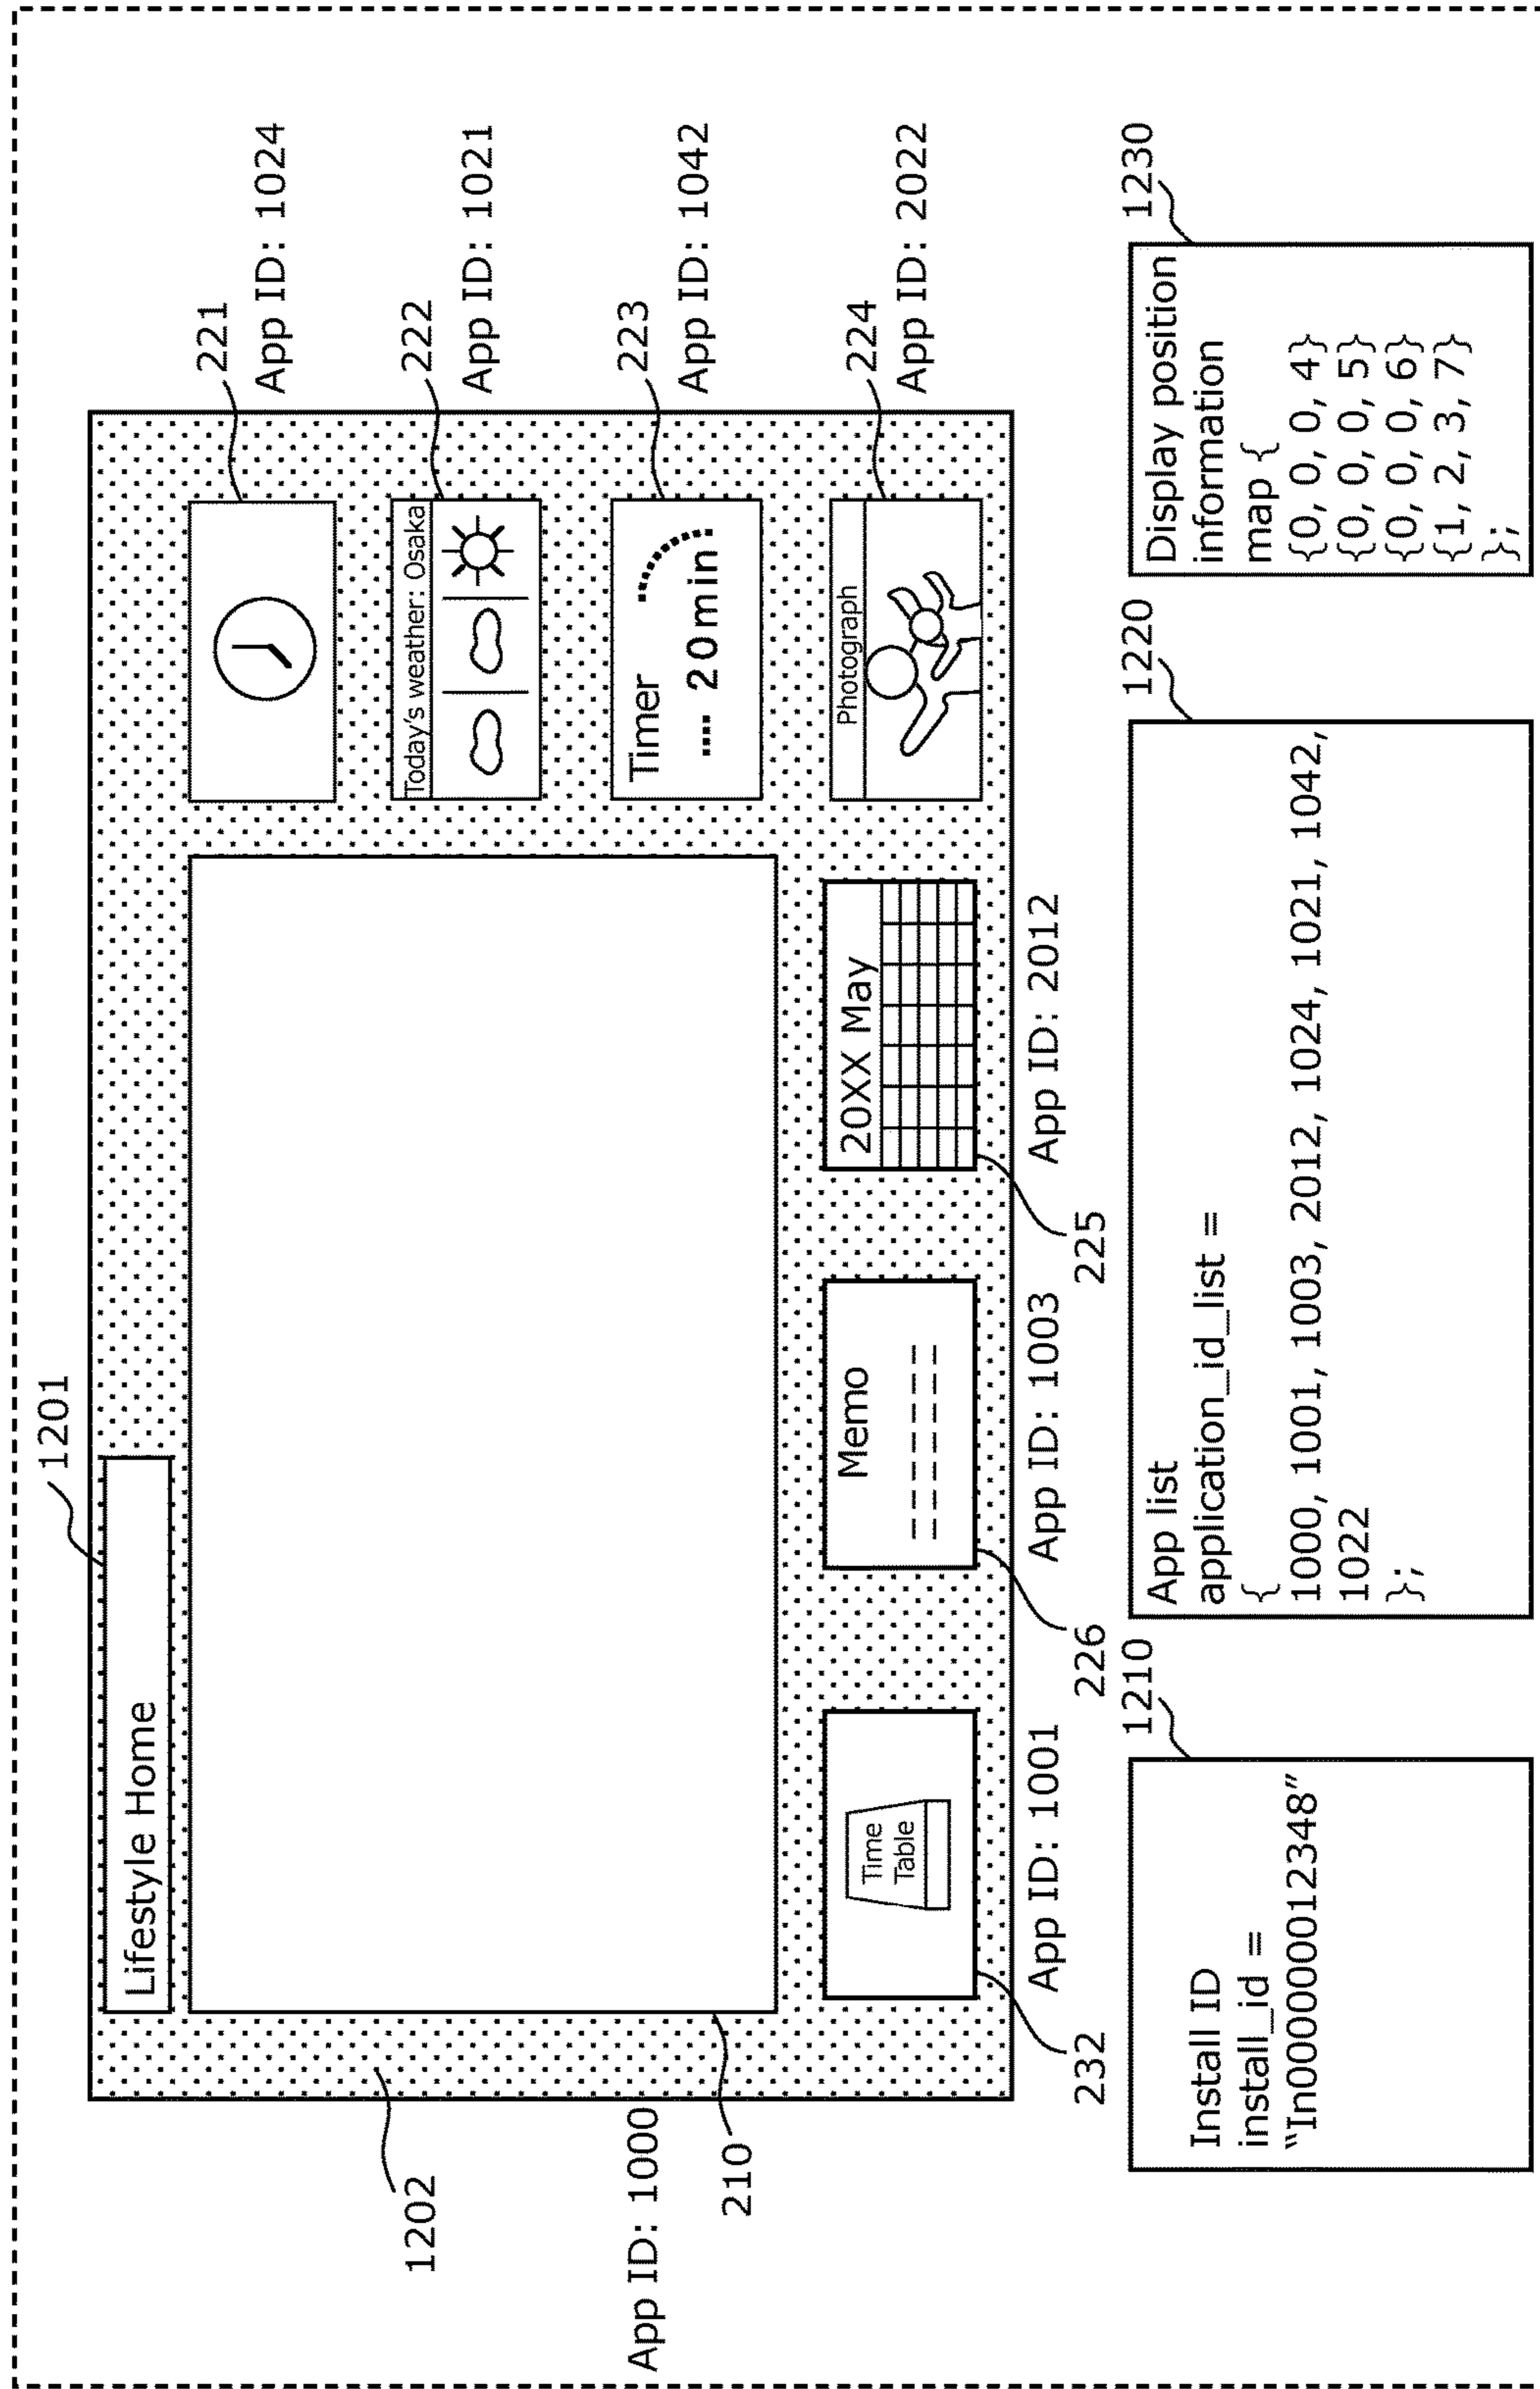 1201
Lifestyle Home
221
App ID: 1024
1202
Today's weather: Osaka
222
App ID: 1021
App ID: 1000
210
Timer
20min
223
App ID: 1042
Photograph
224
App ID: 2022
Time
Table
Memo
20XX May
232
App ID: 1001
226
App ID: 1003
225
App ID: 2012
1210
Install ID
install_id =
“In0000000012348”
1220
App list
application_id_list =
{
1000, 1001, 1003, 2012, 1024, 1021, 1042,
1022
};
1230
Display position
information
map {
{0, 0, 0, 4}
{0, 0, 0, 5}
{0, 0, 0, 6}
{1, 2, 3, 7}
};